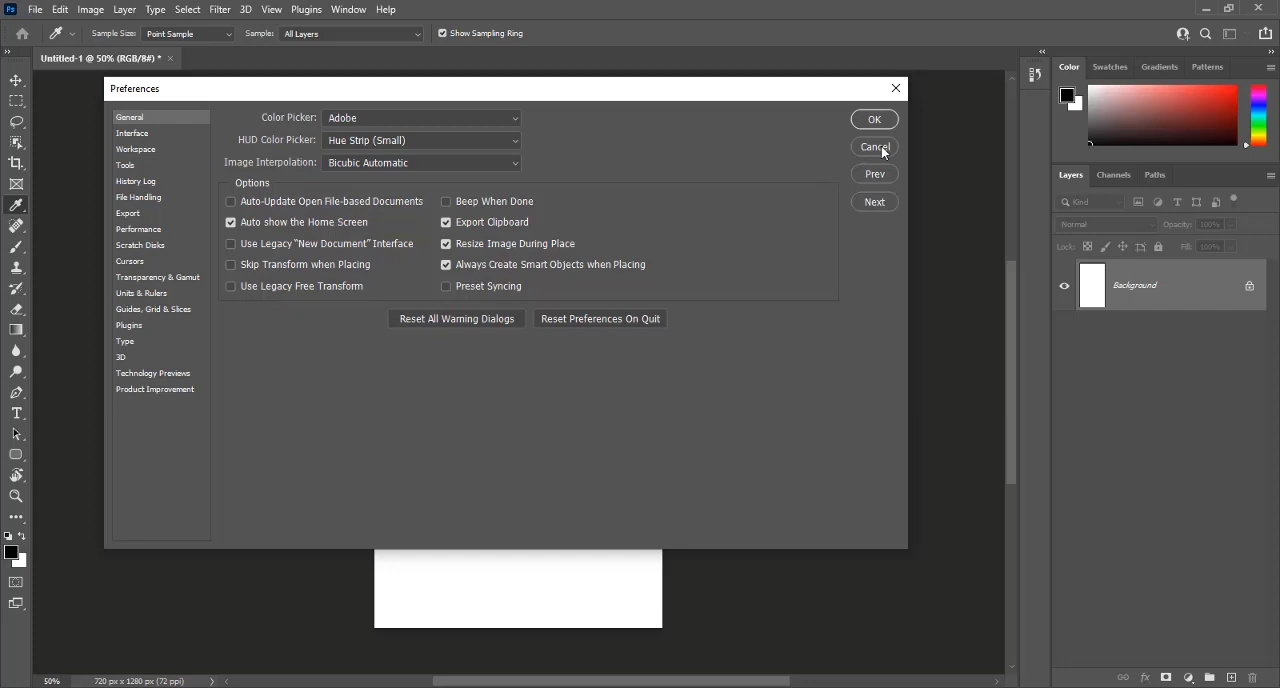 Ps File Edit Image Layer Type Select Filter 3D View Plugins Window Help
Sample Size: Point Sample Sample: All Layers Show Sampling Ring
Untitled-1 @ 50% (RGB/8#) *
Preferences
General
Interface
Workspace
Tools
History Log
File Handling
Export
Performance
Scratch Disks
Cursors
Transparency & Gamut
Units & Rulers
Guides, Grid & Slices
Plugins
Type
3D
Technology Previews
Product Improvement
Color Picker: Adobe
HUD Color Picker: Hue Strip (Small)
Image Interpolation: Bicubic Automatic
Options
Auto-Update Open File-based Documents Beep When Done
Auto show the Home Screen Export Clipboard
Use Legacy “New Document” Interface Resize Image During Place
Skip Transform when Placing Always Create Smart Objects when Placing
Use Legacy Free Transform Preset Syncing
Reset All Warning Dialogs Reset Preferences On Quit
OK
Cancel
Prev
Next
Color Swatches Gradients Patterns
Layers Channels Paths
Kind
Normal Opacity: 100%
Lock: Fill: 100%
Background
50% 720 px x 1280 px (72 ppi)